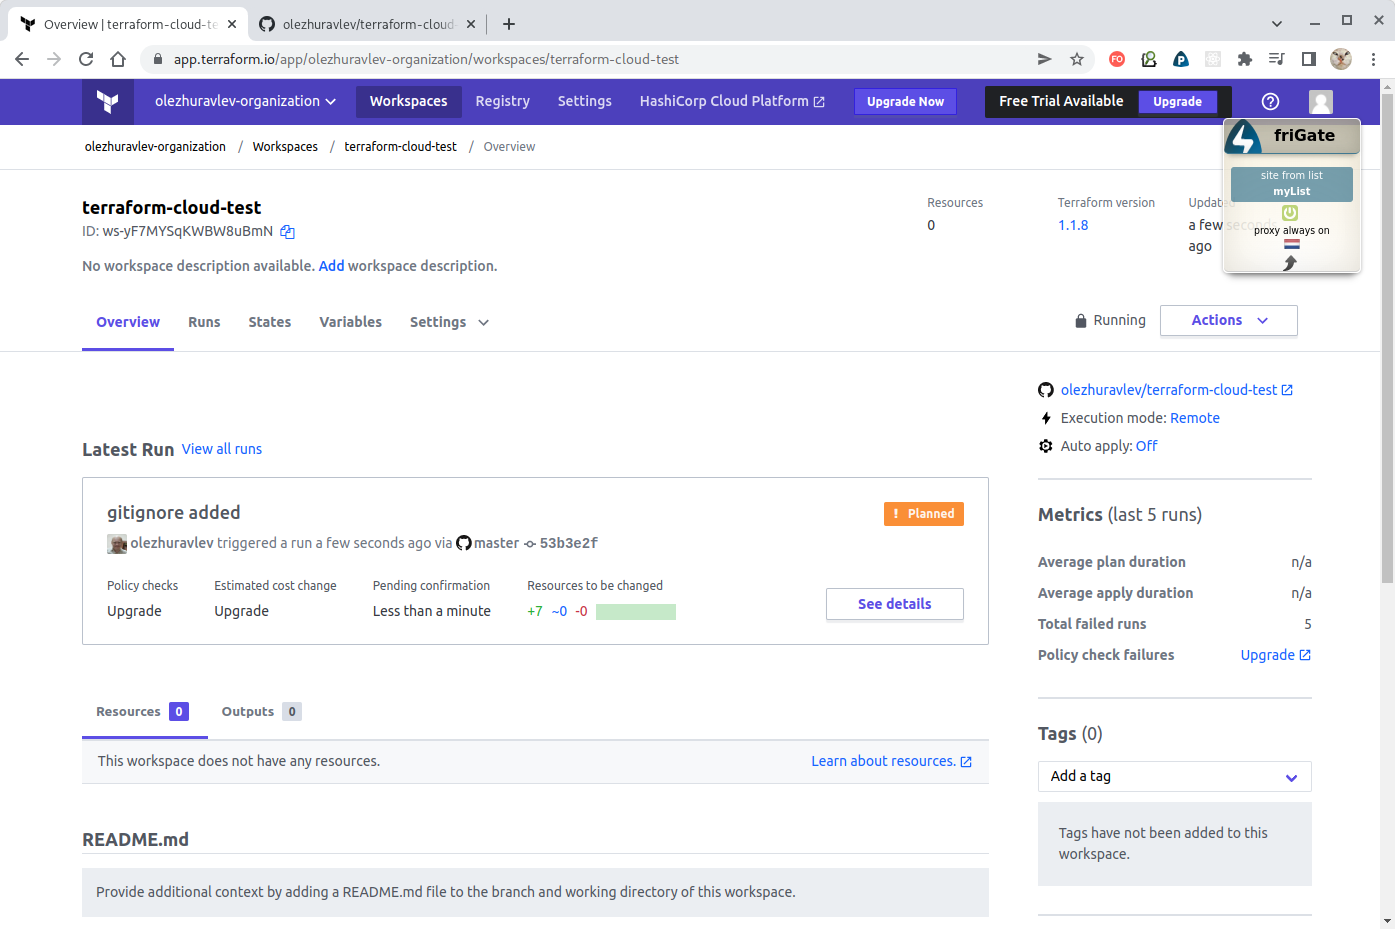 Overview | terraform-cloud-te
olezhuravlev/terraform-cloud-
app.terraform.io/app/olezhuravlev-organization/workspaces/terraform-cloud-test
FO
olezhuravlev-organization
Workspaces
Registry
Settings
HashiCorp Cloud Platform
Upgrade Now
Free Trial Available
Upgrade
olezhuravlev-organization / Workspaces / terraform-cloud-test / Overview
friGate
site from list
myList
proxy always on
terraform-cloud-test
ID: ws-yF7MYSqKWBW8uBmN
No workspace description available. Add workspace description.
Resources
0
Terraform version
1.1.8
Updated
a few seconds
ago
Overview
Runs
States
Variables
Settings
Running
Actions
olezhuravlev/terraform-cloud-test
Execution mode: Remote
Auto apply: Off
Latest Run View all runs
gitignore added
! Planned
olezhuravlev triggered a run a few seconds ago via master 53b3e2f
Policy checks
Upgrade
Estimated cost change
Upgrade
Pending confirmation
Less than a minute
Resources to be changed
+7 ~0 -0
See details
Metrics (last 5 runs)
Average plan duration n/a
Average apply duration n/a
Total failed runs 5
Policy check failures Upgrade
Resources 0
Outputs 0
This workspace does not have any resources.
Learn about resources.
Tags (0)
Add a tag
Tags have not been added to this
workspace.
README.md
Provide additional context by adding a README.md file to the branch and working directory of this workspace.